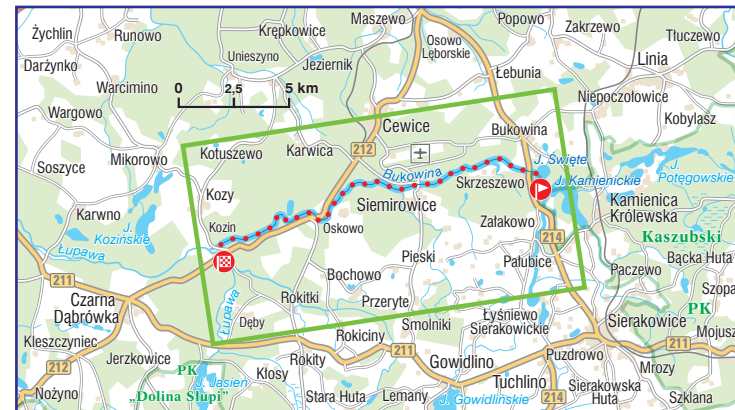 Maszewo
Popowo
Żychlin
Runowo
Krępkowice
Zakrzewo
Tłuczewo
Osowo
Lęborskie
Darżynko
Unieszyno
Jeziernik
Linia
Łebunia
Warcimino
0 2,5 5 km
Niepoczołowice
Wargowo
Kobylasz
Cewice
Bukowina
212
Kotuszewo
Karwica
Mikorowo
J. Święte
Soszyce
Bukowina
J.
Potęgowskie
Skrzeszewo
J. Kamienickie
Kozy
Kamienica
Królewska
Siemirowice
Karwno
Załakowo
Kozin
Oskowo
J.
Kozińskie
214
Kaszubski
Łupawa
Pieski
Bącka Huta
212
Palubice
Bochowo
Paczewo
211
Szopa
Rokitki
Czarna
Dąbrówka
Przeryte
PK
Łupawa
Łyśniewo
Sierakowickie
Sierakowice
Dęby
Smolniki
Mojusz
Rokiciny
Kleszczyniec
211
Puzdrowo
Jerzkowice
Rokity
Gowidlino
214
PK
„Dolina Słupi”
Mrozy
Kłosy
Tuchlino
J. Jasień
Sierakowska
Huta
212
Nożyno
Stara Huta
Lemany
J. Gowidlińskie
Szklana